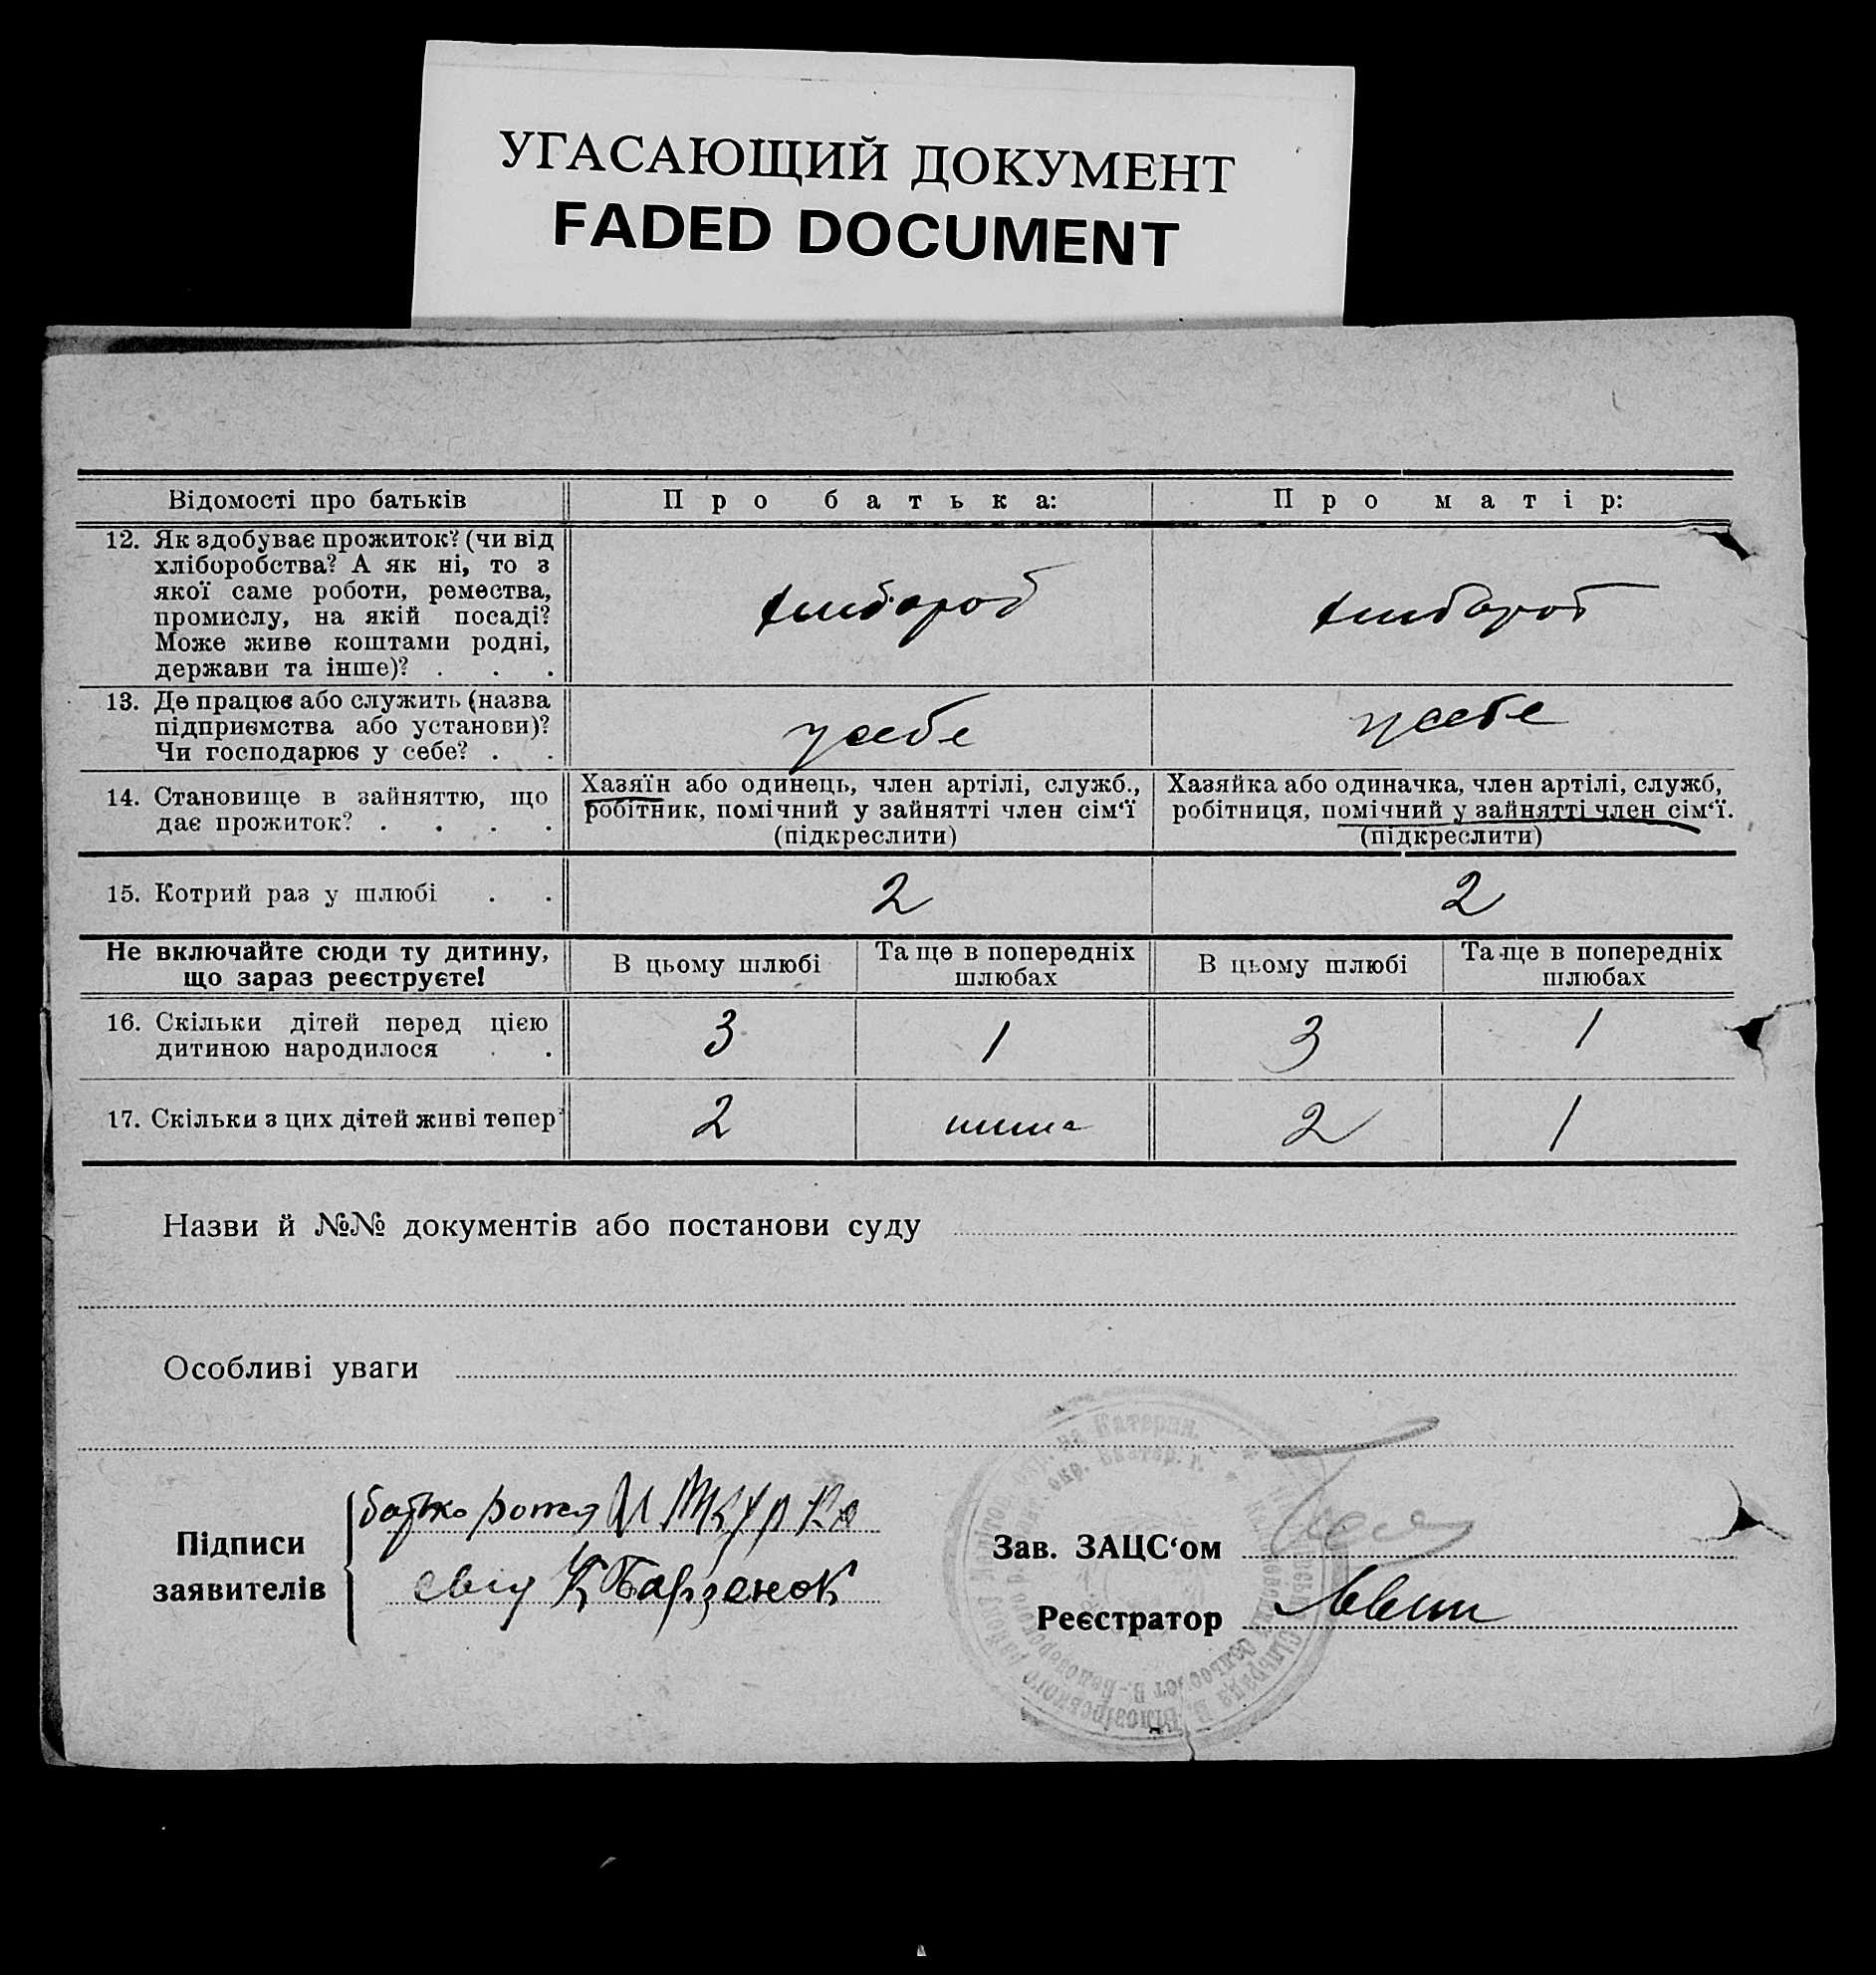 УГАСАЮЩИЙ ДОКУМЕНТ
FADED DOCUMENT
Відомості про батьків
Про батька:
Про матір:
12. Як здобуває прожиток? (чи від
хліборобства? А як ні, то з
якої саме роботи, ремества,
промислу, на якій посаді?
Може живе коштами родні,
держави та інше)? . . .
хлибороб
хлибороб
13. Де працює або служить (назва
підприємства або установи)?
Чи господарює у себе? . .
у себе
у себе
14. Становище в зайняттю, що
дає прожиток? . . . .
Хазяїн або одинець, член артілі, служб.,
робітник, помічний у зайнятті член сім‘ї
(підкреслити)
Хазяйка або одиначка, член артілі, служб,
робітниця, помічний у зайнятті член сім‘ї.
(підкреслити)
15. Котрий раз у шлюбі . .
2
2
Не включайте сюди ту дитину,
що зараз реєструєте!
В цьому шлюбі
Та ще в попередніх
шлюбах
В цьому шлюбі
Та ще в попередніх
шлюбах
16. Скільки дітей перед цією
дитиною народилося . .
3
1
3
1
17. Скільки з цих дітей живі тепер
2
2
1
Назви й №№ документів або постанови суду
Особливі уваги
Підписи
заявителів
батько И Шкурко
К Барзенок
Зав. ЗАЦС‘ом
Реєстратор